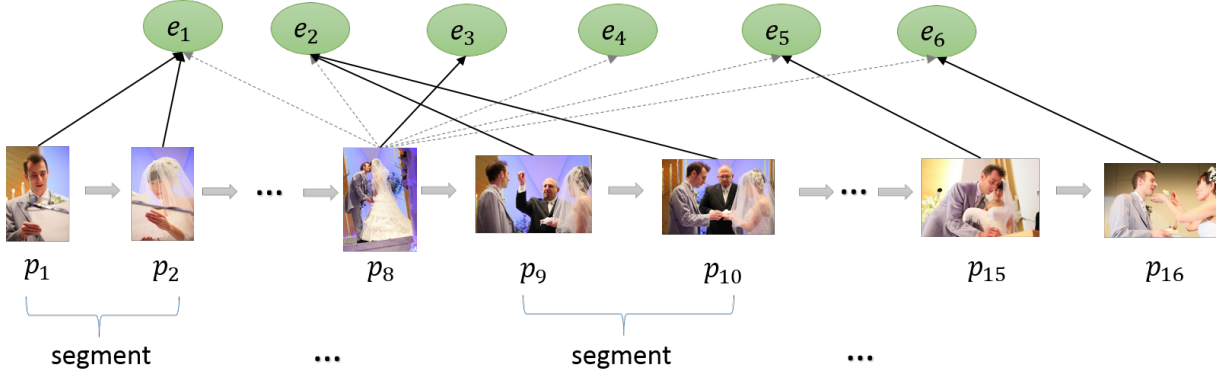 e₁ e₂ e₃ e₄ e₅ e₆
... ...
p₁ p₂ p₈ p₉ p₁₀ p₁₅ p₁₆
segment ... segment ...